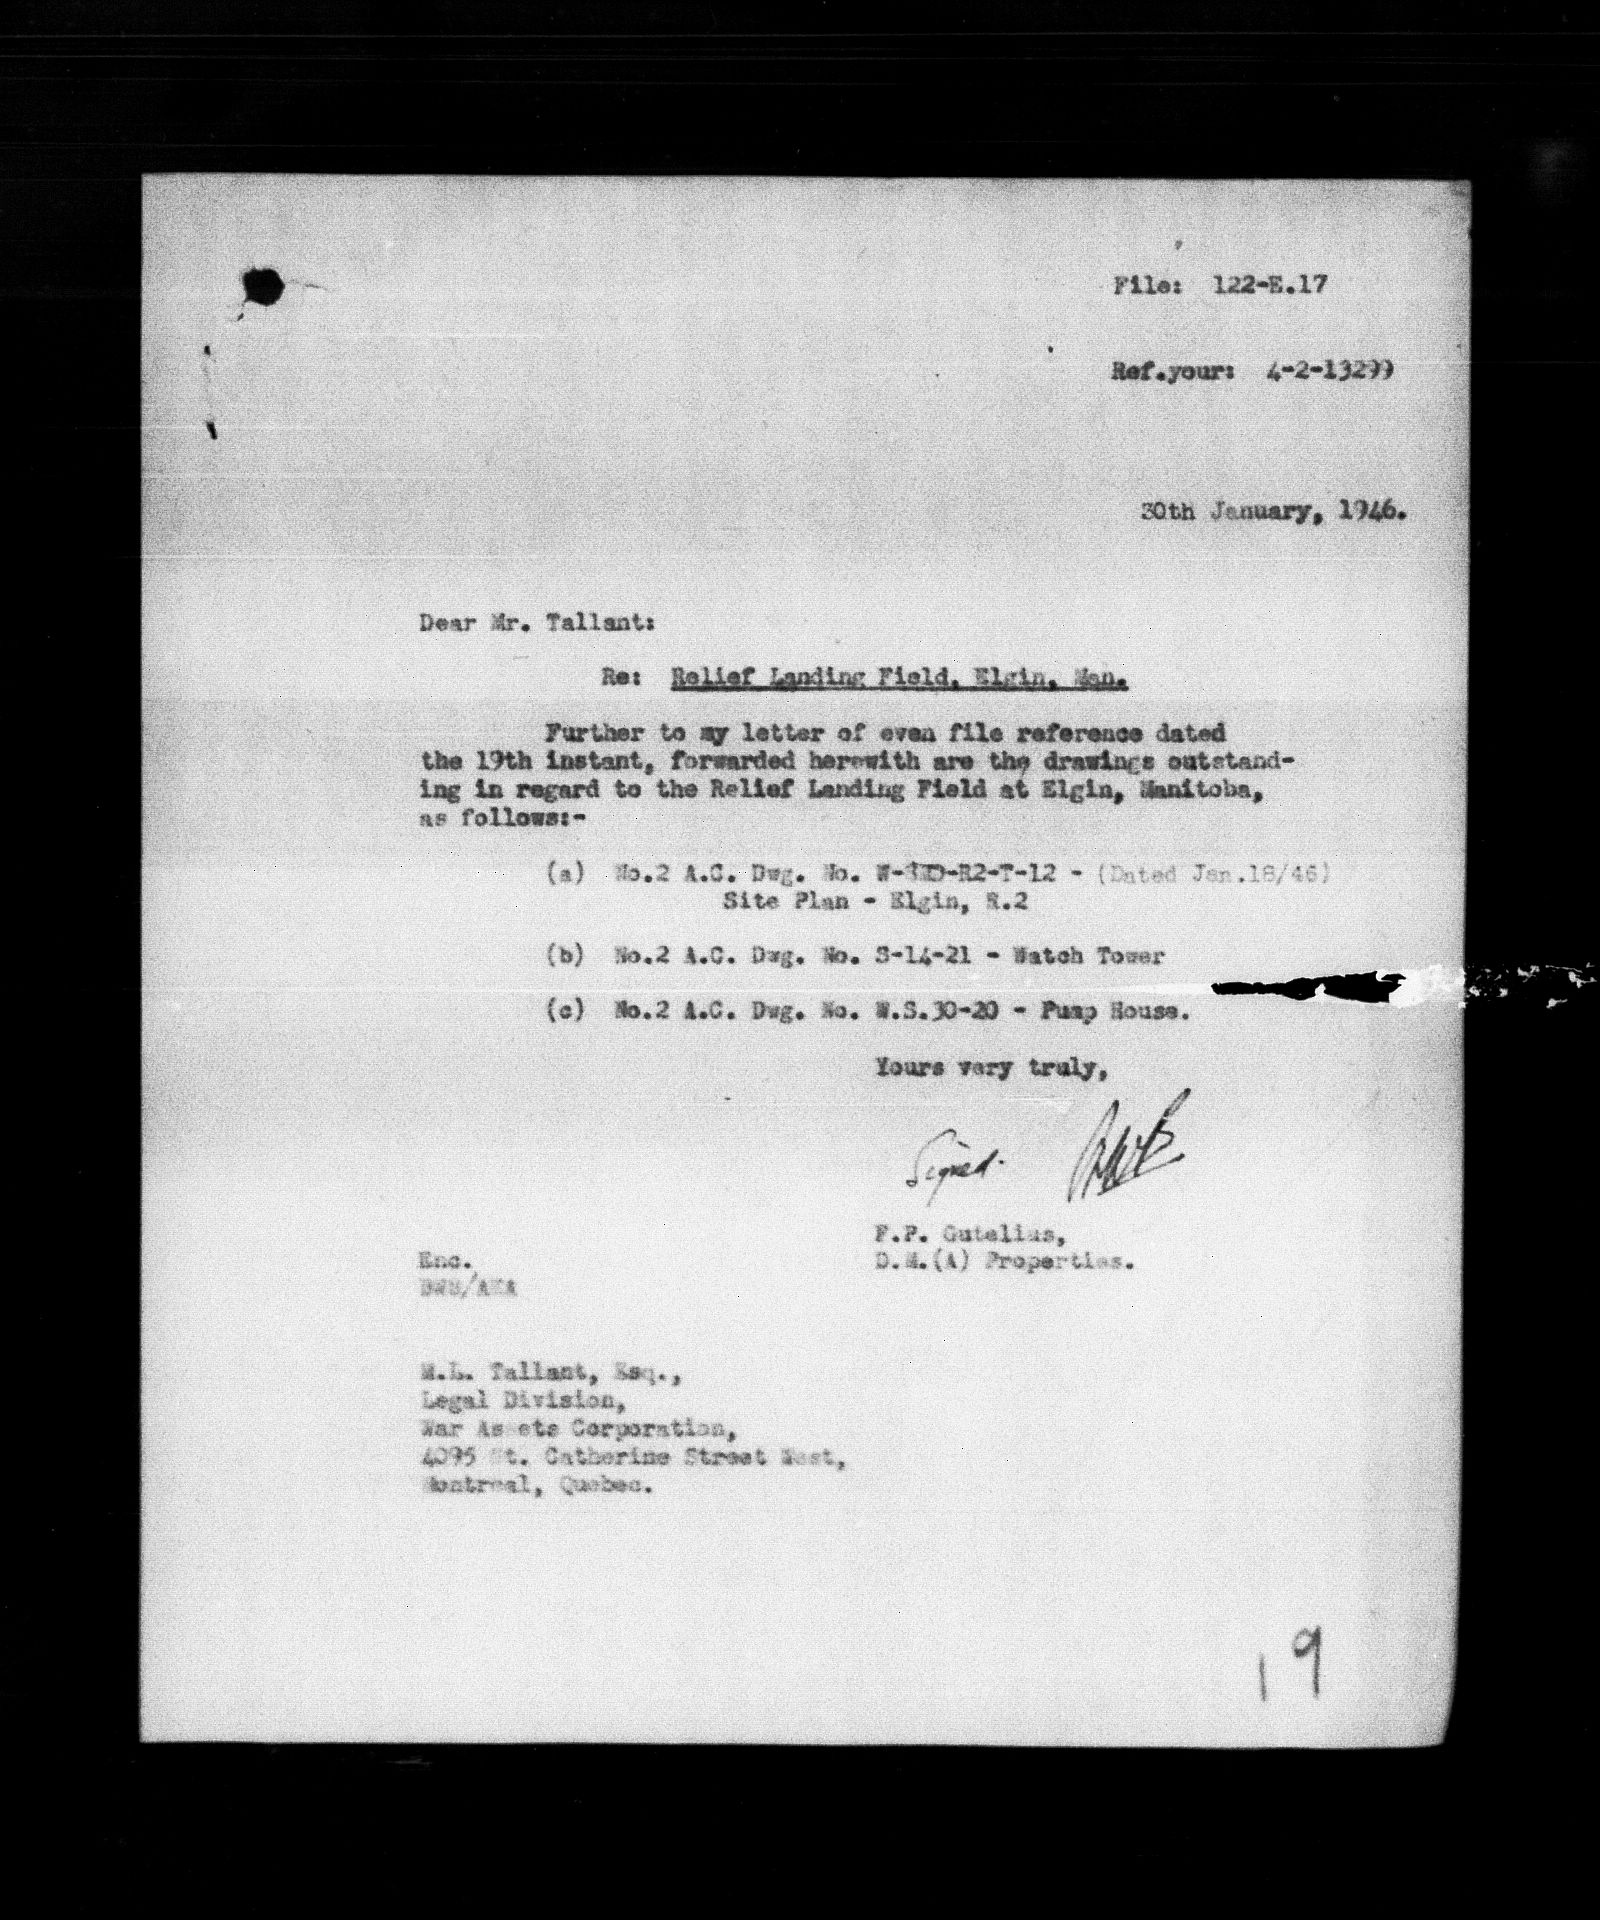 File: 122-E.17
Ref.your: 4-2-13299
30th January, 1946.
Dear Mr. Tallant:
Re: Relief Landing Field, Elgin, Man.
Further to my letter of even file reference dated
the 19th instant, forwarded herewith are the drawings outstand-
ing in regard to the Relief Landing Field at Elgin, Manitoba,
as follows:-
(a) No.2 A.C. Dwg. No. - (Dated Jan.18/46)
Site Plan - Elgin, R.2
(b) No.2 A.C. Dwg. No. S-14-21 - Watch Tower
(c) No.2 A.C. Dwg. No. W.S.30-20 - Pump House.
Yours very truly,
Signed.
F.P. Gutelius,
D.M.(A) Properties.
Enc.
M.L. Tallant, Esq.,
Legal Division,
War Assets Corporation,
4095 St. Catherine Street West,
Montreal, Quebec.
19